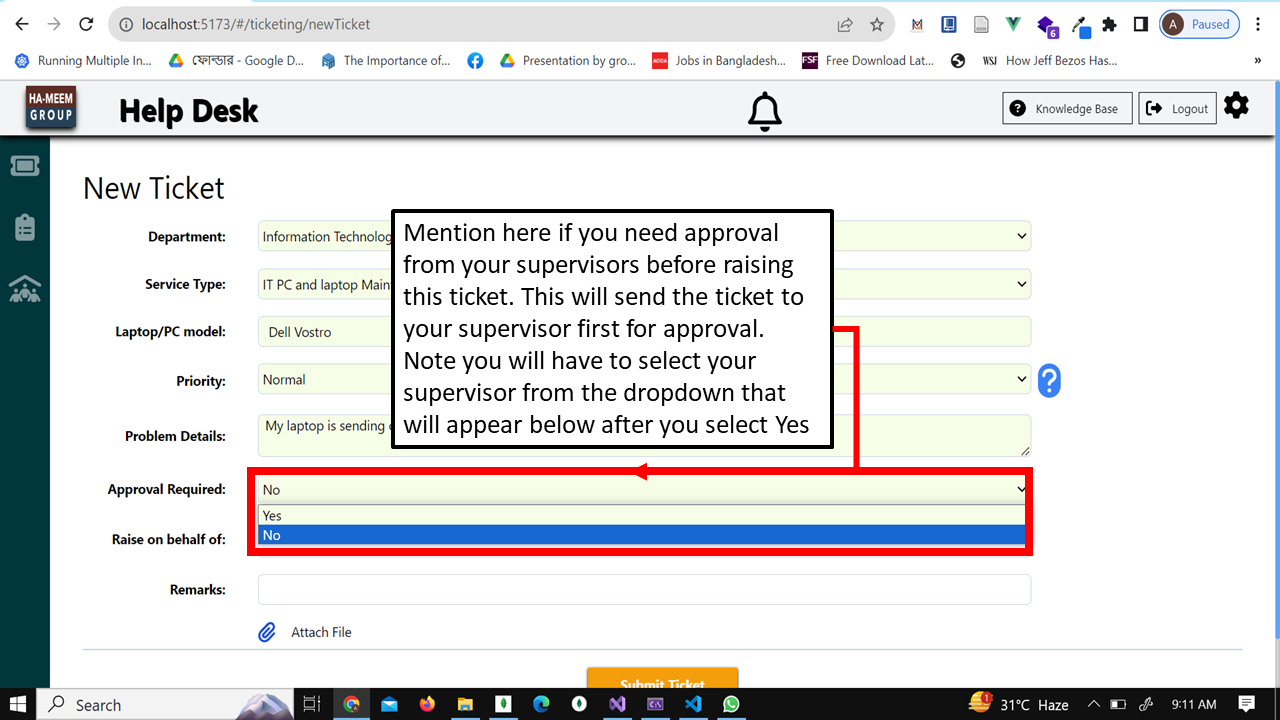 localhost:5173/#/ticketing/newTicket
A Paused
6
Running Multiple In...
ফোল্ডার - Google D...
The Importance of...
Presentation by gro...
Jobs in Bangladesh...
FSF Free Download Lat...
WSJ How Jeff Bezos Has...
»
HA-MEEM
GROUP
Help Desk
Knowledge Base
Logout
New Ticket
Department: Information Technolog
Service Type: IT PC and laptop Main
Laptop/PC model: Dell Vostro
Priority: Normal
Problem Details: My laptop is sending
Mention here if you need approval
from your supervisors before raising
this ticket. This will send the ticket to
your supervisor first for approval.
Note you will have to select your
supervisor from the dropdown that
will appear below after you select Yes
Approval Required: No
Yes
No
Raise on behalf of:
Remarks:
Attach File
Submit Ticket
Search
31°C Haze
9:11 AM